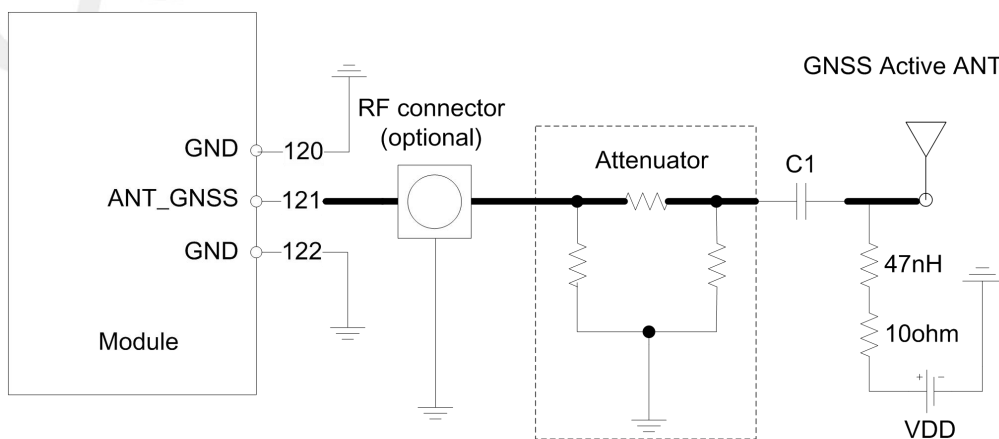 GNSS Active ANT
RF connector
(optional)
GND
120
Attenuator
C1
ANT_GNSS
121
GND
122
47nH
10ohm
Module
+ -
VDD